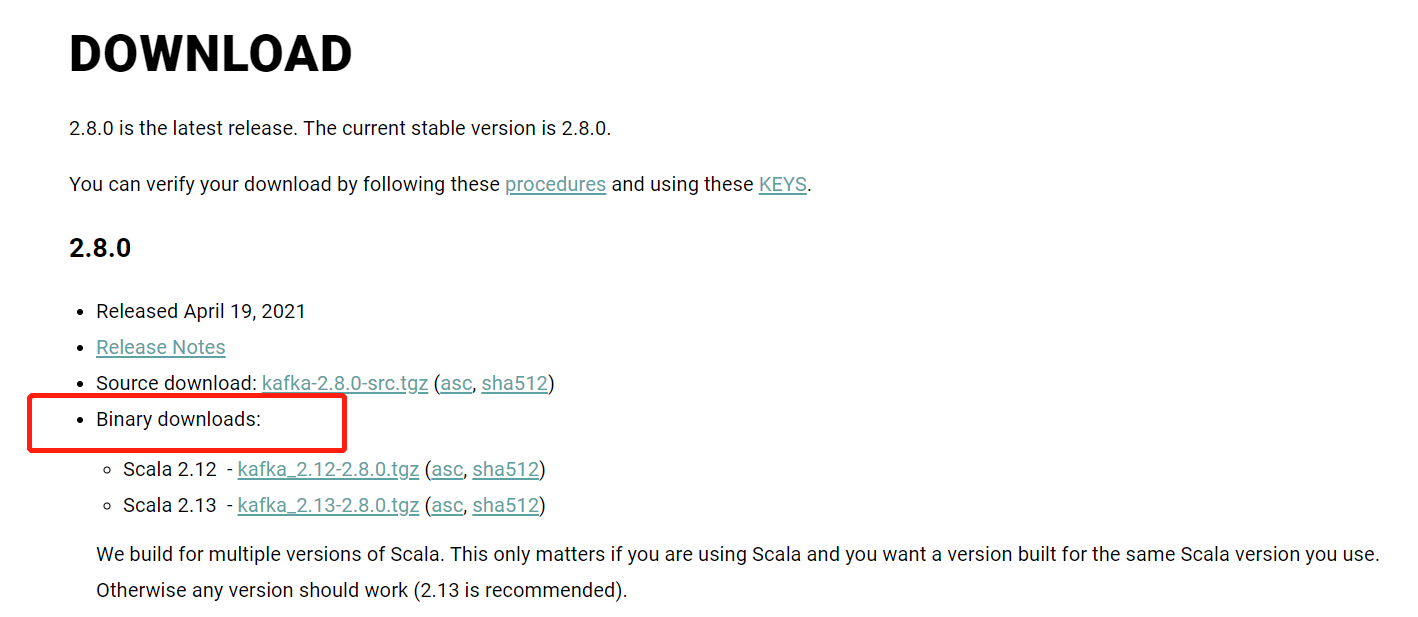 DOWNLOAD
2.8.0 is the latest release. The current stable version is 2.8.0.
You can verify your download by following these procedures and using these KEYS.
2.8.0
• Released April 19, 2021
• Release Notes
• Source download: kafka-2.8.0-src.tgz (asc, sha512)
• Binary downloads:
◦ Scala 2.12 - kafka_2.12-2.8.0.tgz (asc, sha512)
◦ Scala 2.13 - kafka_2.13-2.8.0.tgz (asc, sha512)
We build for multiple versions of Scala. This only matters if you are using Scala and you want a version built for the same Scala version you use.
Otherwise any version should work (2.13 is recommended).